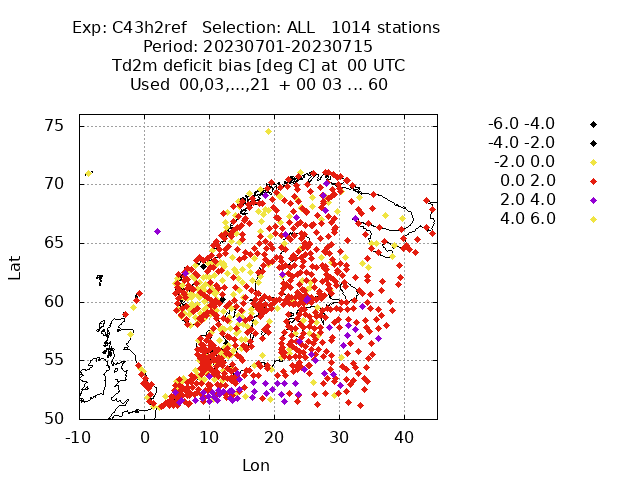 Exp: C43h2ref   Selection: ALL   1014 stations
Period: 20230701-20230715
Td2m deficit bias [deg C] at  00 UTC
Used  00,03,...,21  + 00 03 ... 60
-6.0 -4.0
-4.0 -2.0
-2.0 0.0
0.0 2.0
2.0 4.0
4.0 6.0
75
70
65
60
55
50
Lat
-10 0 10 20 30 40
Lon